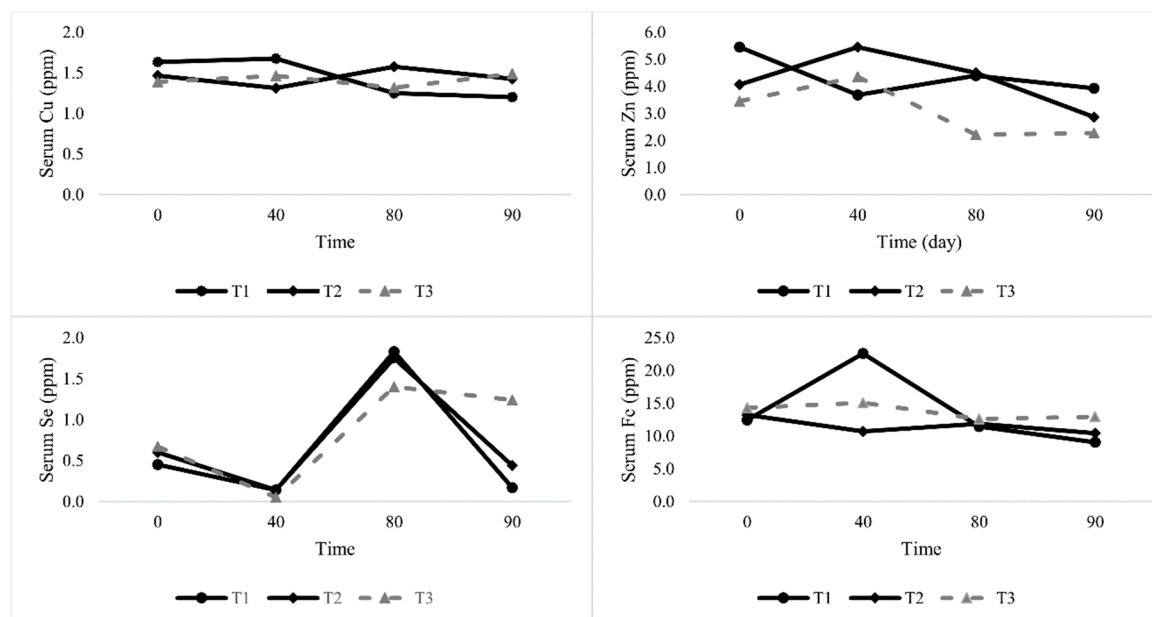 Serum Cu (ppm)
2.0
1.5
1.0
0.5
0.0
0 40 80 90
Time
T1 T2 T3
Scrum Zn (ppm)
6.0
5.0
4.0
3.0
2.0
1.0
0.0
0 40 80 90
Time (day)
T1 T2 T3
Serum Se (ppm)
2.0
1.5
1.0
0.5
0.0
0 40 80 90
Time
T1 T2 T3
Scrum Fc (ppm)
25.0
20.0
15.0
10.0
5.0
0.0
0 40 80 90
Time
T1 T2 T3